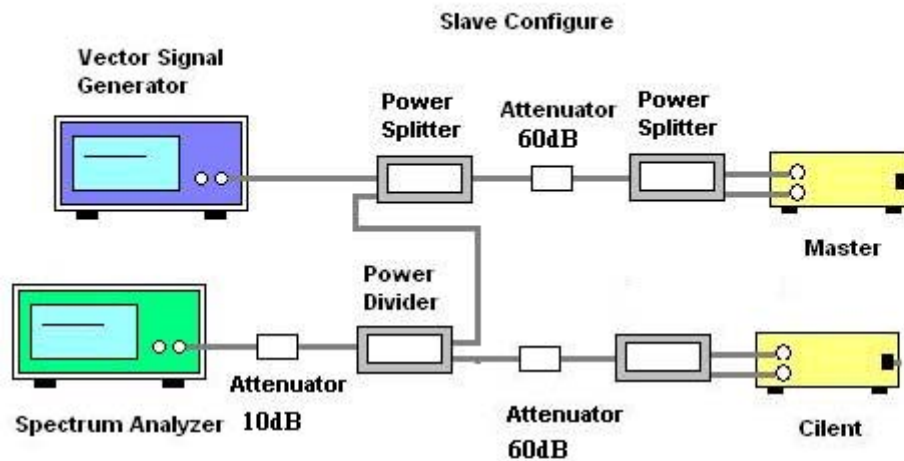 Slave Configure
Vector Signal
Generator
Power
Splitter
Attenuator
60dB
Power
Splitter
Master
Power
Divider
Attenuator
10dB
Spectrum Analyzer
Attenuator
60dB
Cilent